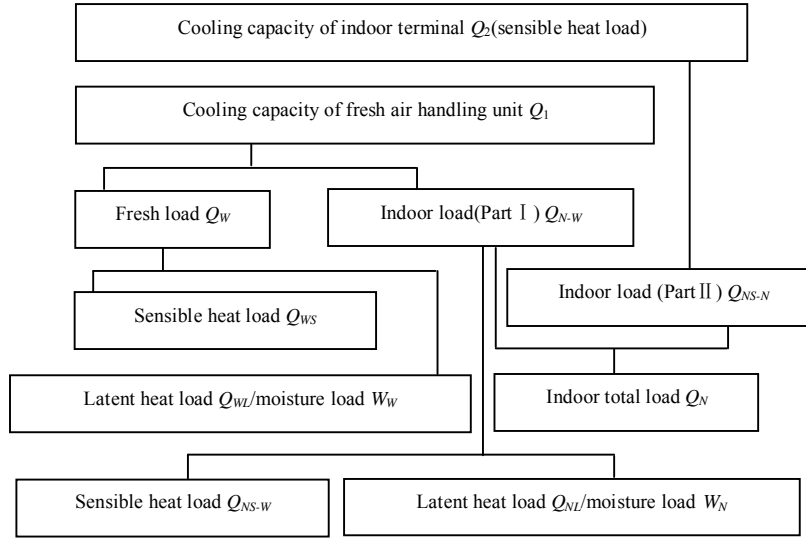 Cooling capacity of indoor terminal Q2(sensible heat load)
Cooling capacity of fresh air handling unit Q1
Fresh load QW
Indoor load(Part Ⅰ) QN-W
Indoor load (Part Ⅱ) QNS-N
Sensible heat load QWS
Latent heat load QWL/moisture load WW
Indoor total load QN
Sensible heat load QNS-W
Latent heat load QNL/moisture load WN